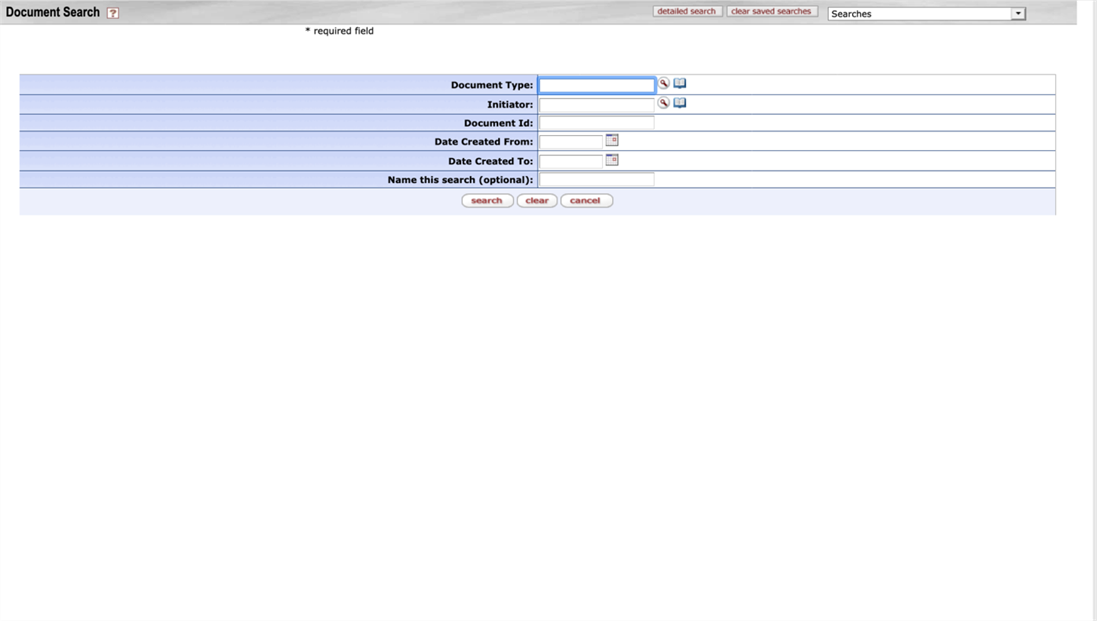 Document Search ?
detailed search clear saved searches Searches
* required field
Document Type:
Initiator:
Document Id:
Date Created From:
Date Created To:
Name this search (optional):
search clear cancel